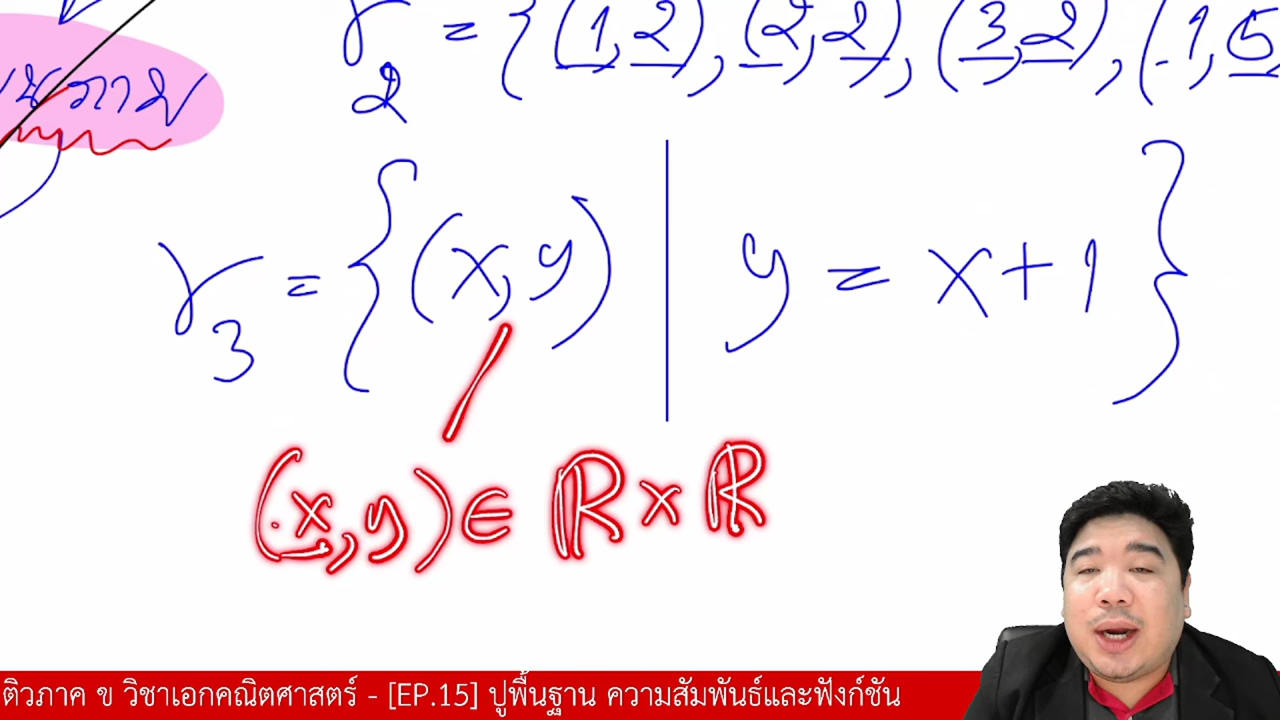 r₂ = {(1,2), (2,2), (3,2), (-1,5
r₃ = {(x,y) | y = x+1}
(x,y) ∈ ℝ × ℝ
ติวภาค ข วิชาเอกคณิตศาสตร์ - [EP.15] ปูพื้นฐาน ความสัมพันธ์และฟังก์ชัน